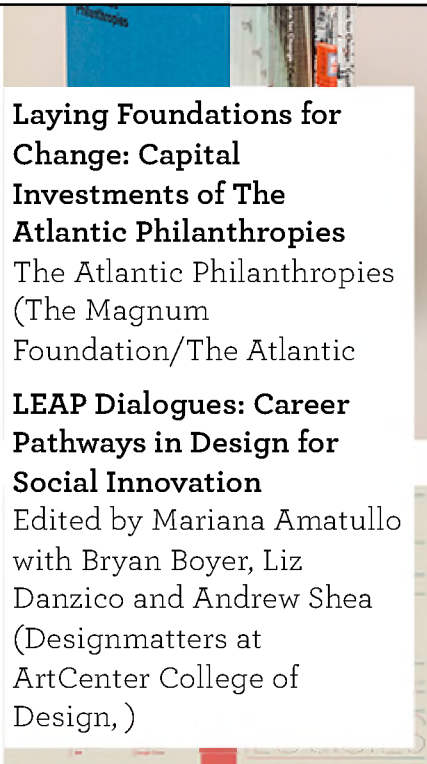 Philanthropies
Laying Foundations for
Change: Capital
Investments of The
Atlantic Philanthropies
The Atlantic Philanthropies
(The Magnum
Foundation/The Atlantic
LEAP Dialogues: Career
Pathways in Design for
Social Innovation
Edited by Mariana Amatullo
with Bryan Boyer, Liz
Danzico and Andrew Shea
(Designmatters at
ArtCenter College of
Design, )